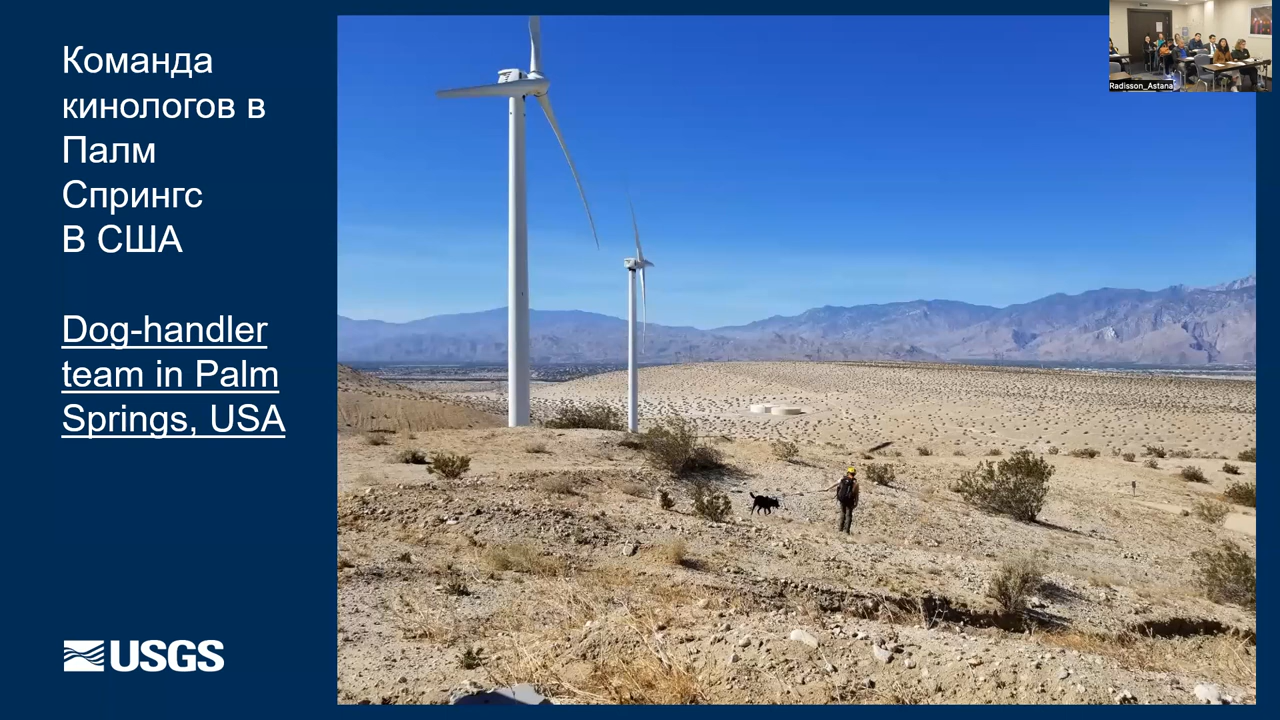 Команда
кинологов в
Палм
Спрингс
В США
Dog-handler
team in Palm
Springs, USA
USGS
Radisson_Astana